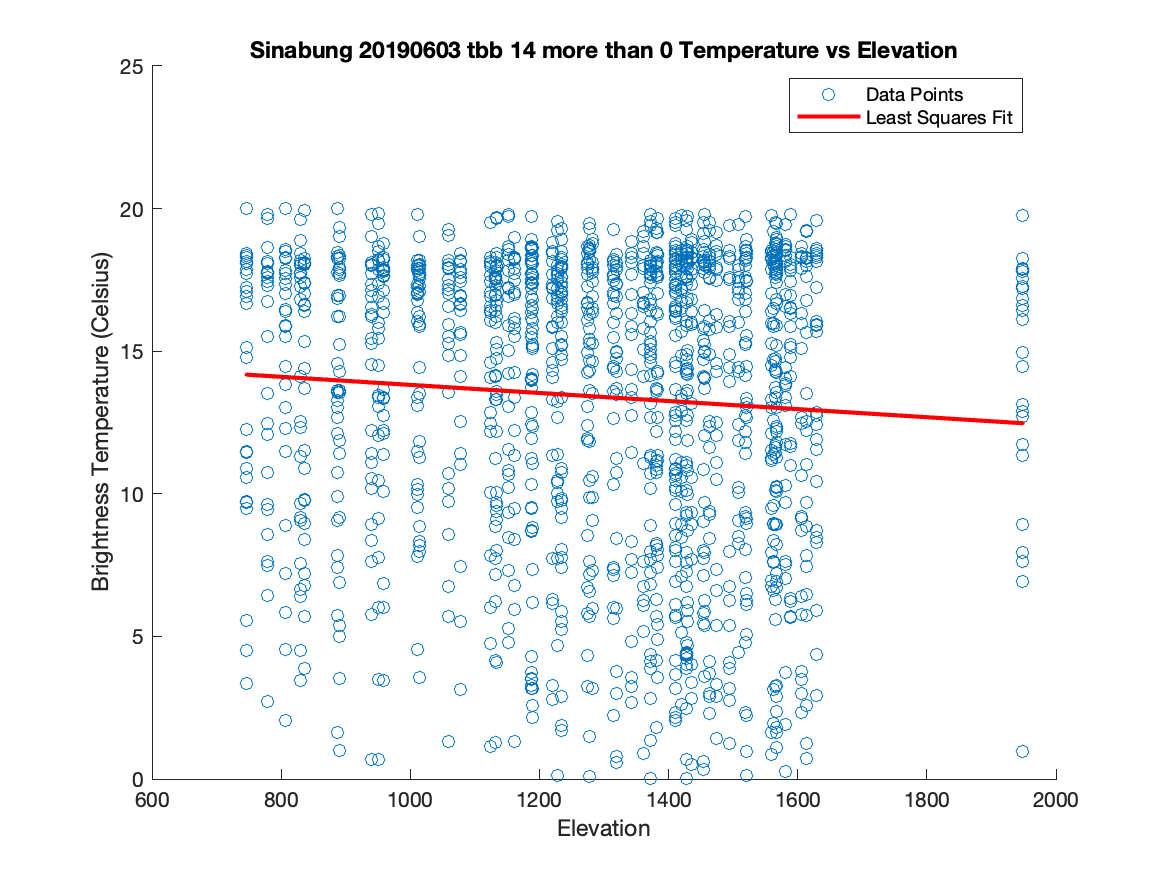 Sinabung 20190603 tbb 14 more than 0 Temperature vs Elevation
Data Points
Least Squares Fit
25
20
15
10
5
0
Brightness Temperature (Celsius)
600 800 1000 1200 1400 1600 1800 2000
Elevation